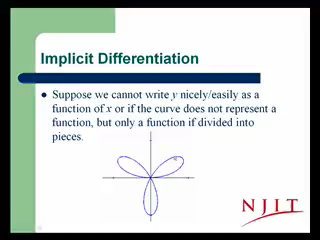 Implicit Differentiation
Suppose we cannot write y nicely/easily as a
function of x or if the curve does not represent a
function, but only a function if divided into
pieces.
NJIT